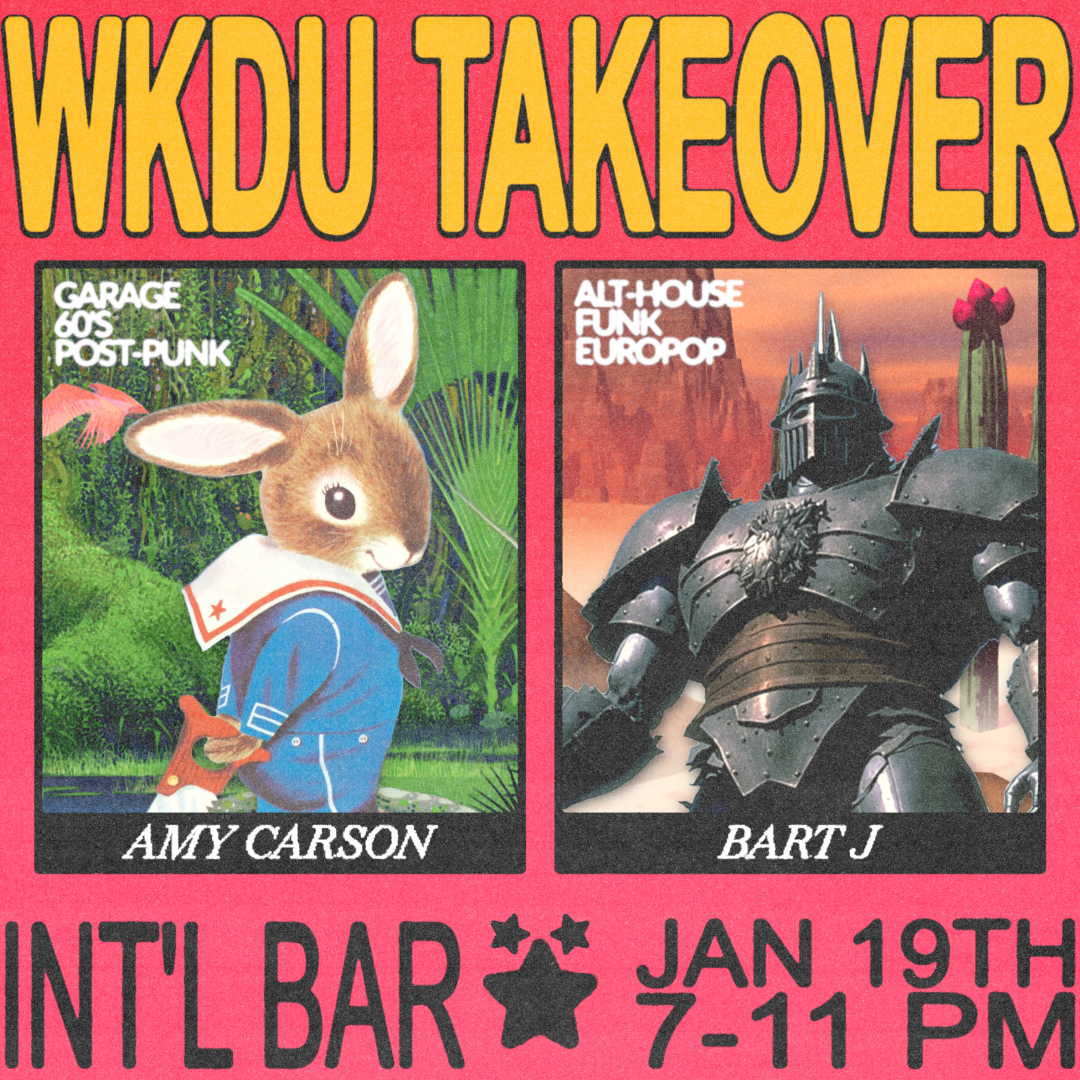 WKDU TAKEOVER
GARAGE
60'S
POST-PUNK
AMY CARSON
ALT-HOUSE
FUNK
EUROPOP
BART J
INT'L BAR
JAN 19TH
7-11 PM